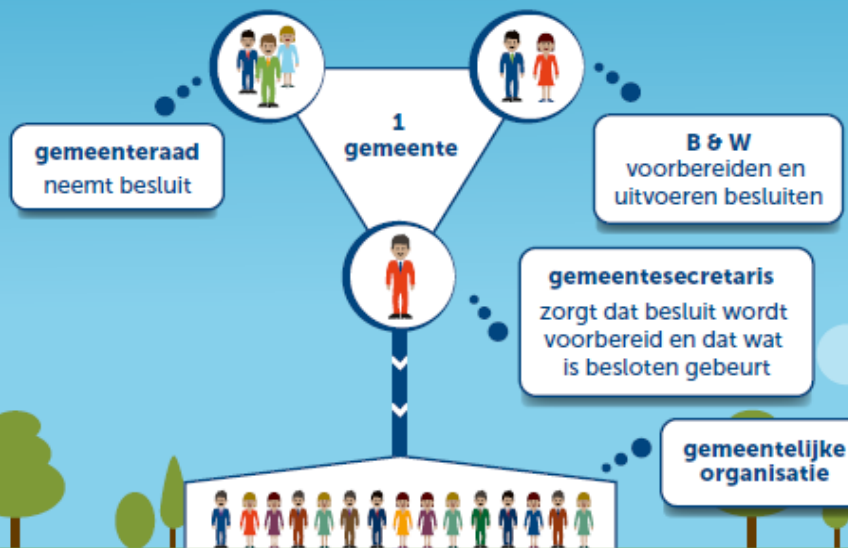 1
gemeente
gemeenteraad
neemt besluit
B & W
voorbereiden en
uitvoeren besluiten
gemeentesecretaris
zorgt dat besluit wordt
voorbereid en dat wat
is besloten gebeurt
gemeentelijke
organisatie